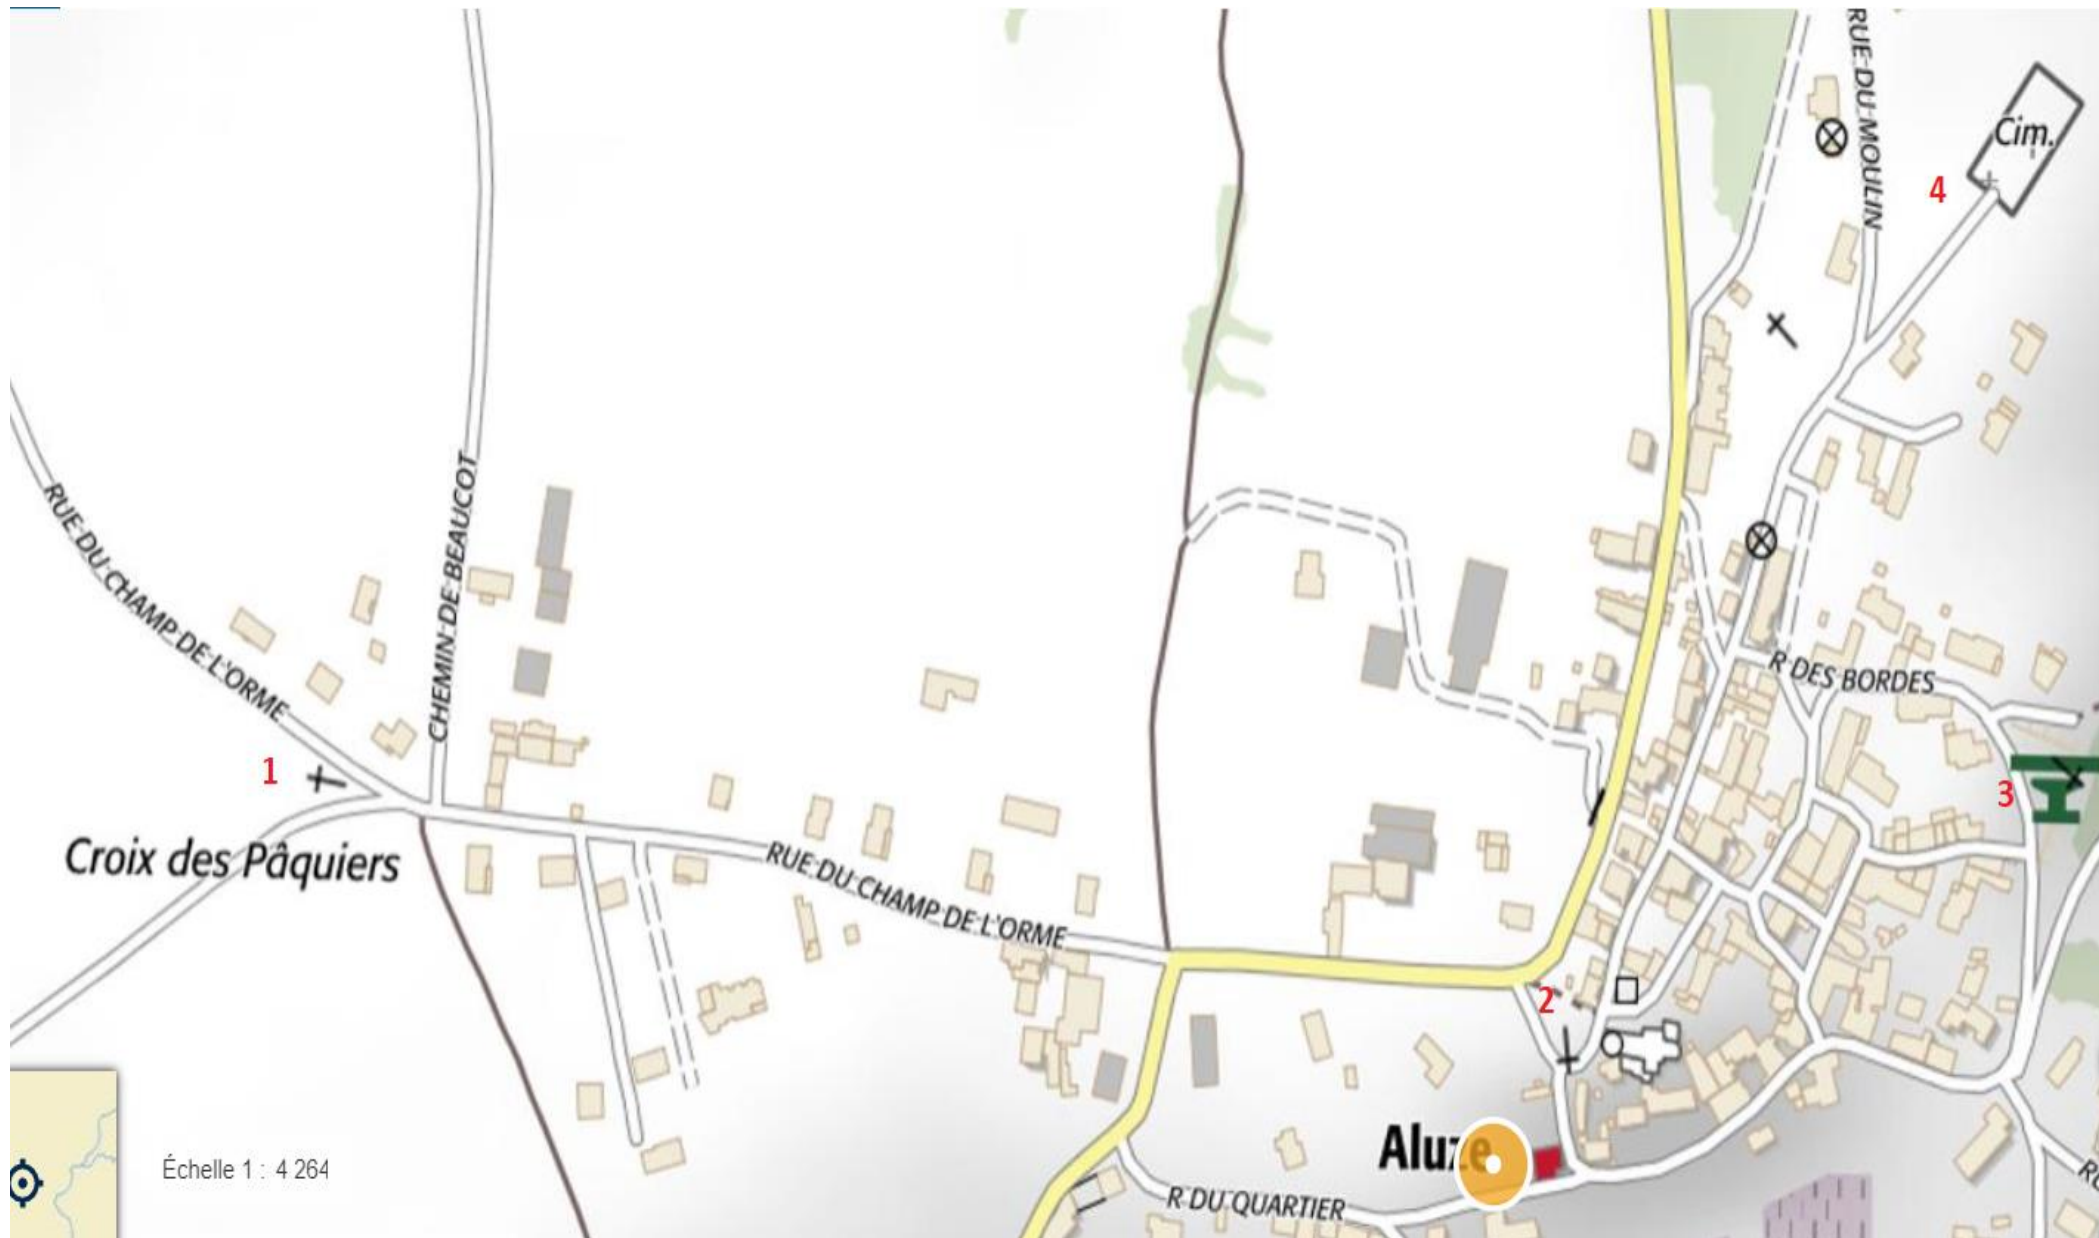 RUE DU MOULIN
Cim.
4
RUE DU CHAMP DE L'ORME
CHEMIN DE BEAUCOT
R DES BORDES
1
3
Croix des Pâquiers
RUE DU CHAMP DE L'ORME
2
Aluze
Échelle 1 : 4 264
R DU QUARTIER